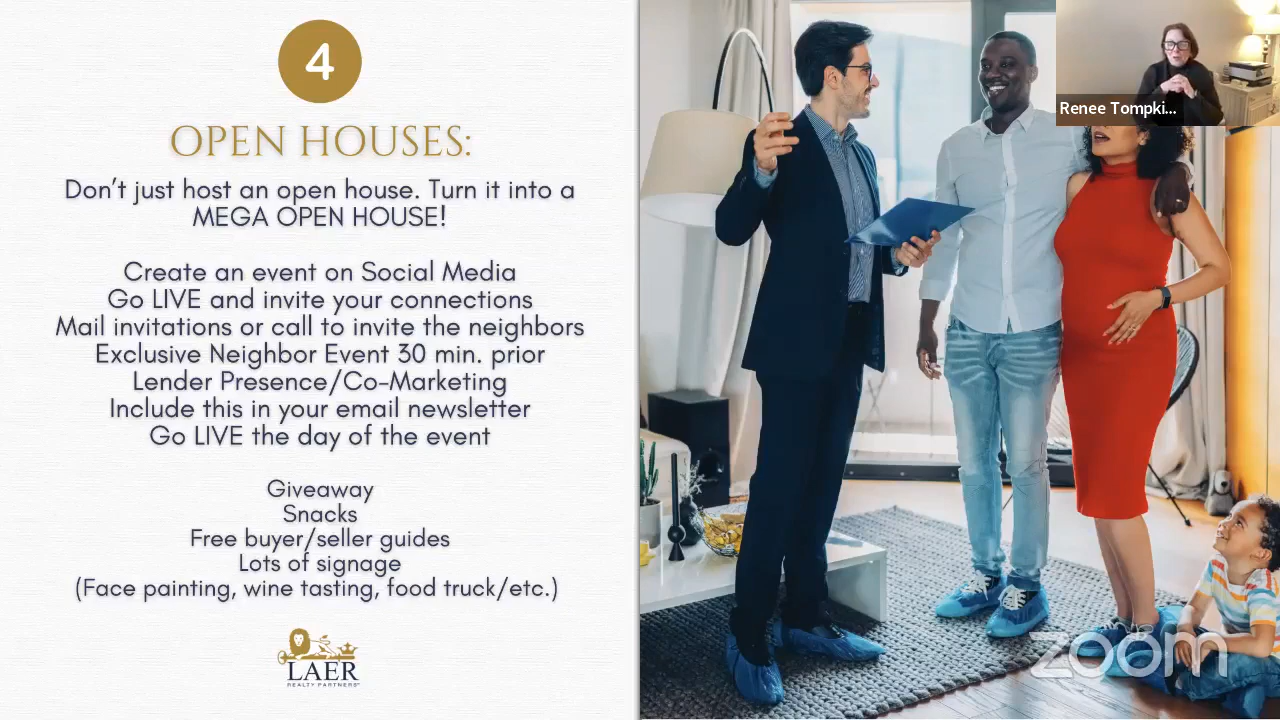 4
OPEN HOUSES:
Don't just host an open house. Turn it into a
MEGA OPEN HOUSE!
Create an event on Social Media
Go LIVE and invite your connections
Mail invitations or call to invite the neighbors
Exclusive Neighbor Event 30 min. prior
Lender Presence/Co-Marketing
Include this in your email newsletter
Go LIVE the day of the event
Giveaway
Snacks
Free buyer/seller guides
Lots of signage
(Face painting, wine tasting, food truck/etc.)
LAER
REALTY PARTNERS
Renee Tompki...
zoom